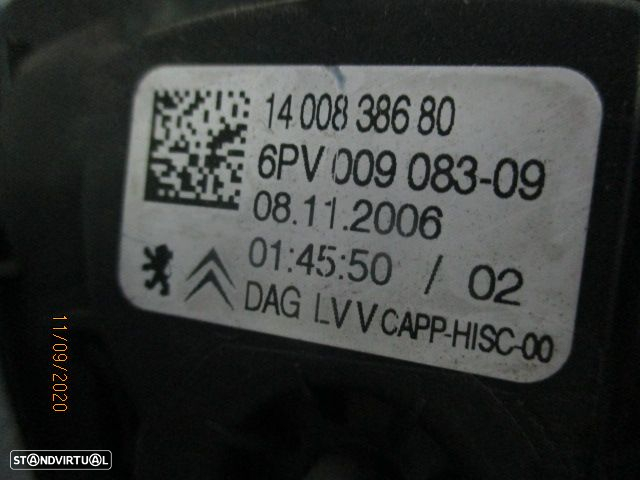 14 008 386 80
6PV 009 083-09
08.11.2006
01:45:50 / 02
DAG LVV CAPP-HISC-00
11/09/2020
STANDVIRTUAL